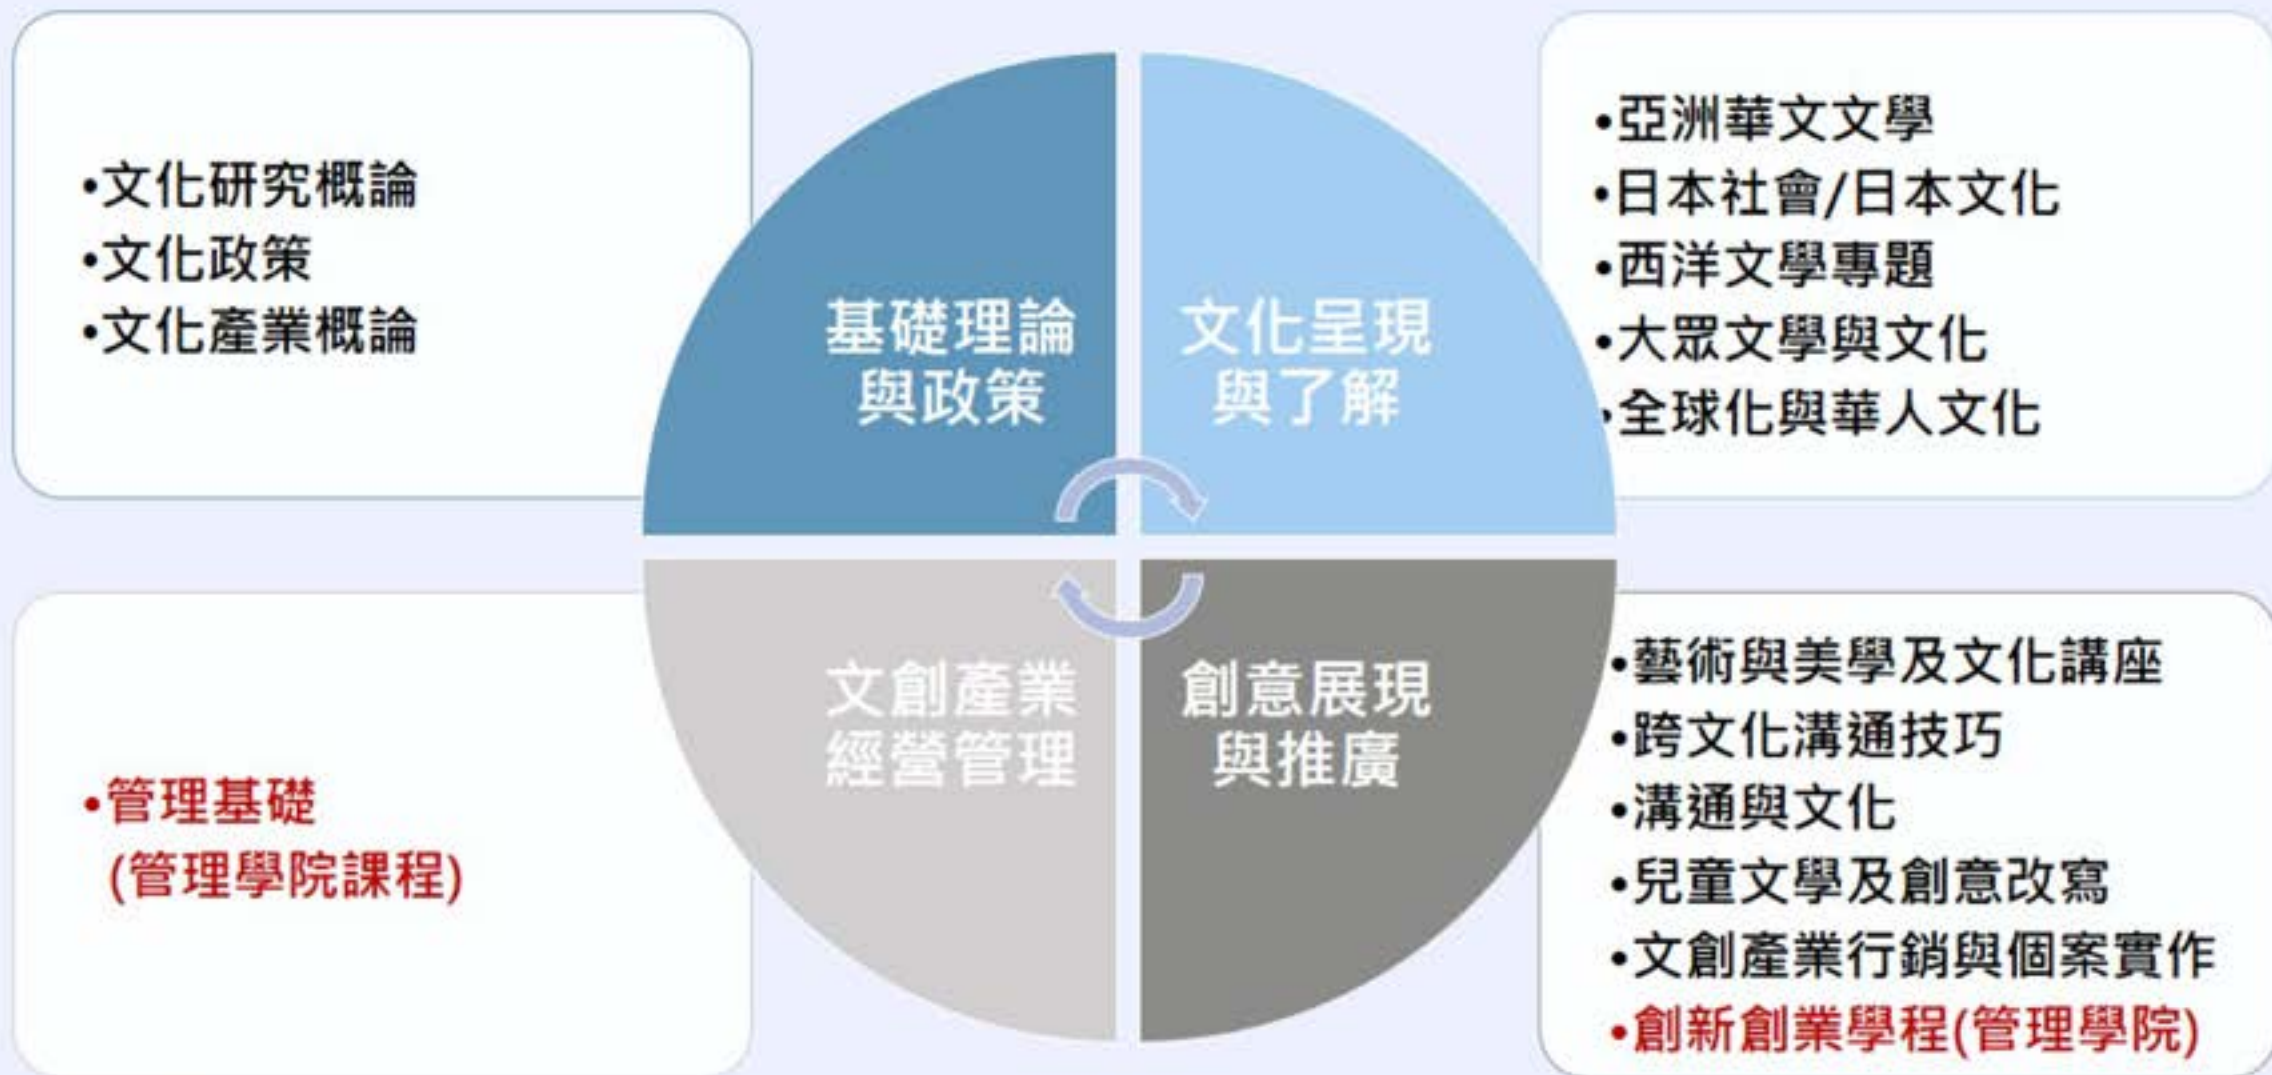 •文化研究概論
•文化政策
•文化產業概論
基礎理論
與政策
文化呈現
與了解
•亞洲華文文學
•日本社會/日本文化
•西洋文學專題
•大眾文學與文化
•全球化與華人文化
•管理基礎
(管理學院課程)
文創產業
經營管理
創意展現
與推廣
•藝術與美學及文化講座
•跨文化溝通技巧
•溝通與文化
•兒童文學及創意改寫
•文創產業行銷與個案實作
•創新創業學程(管理學院)